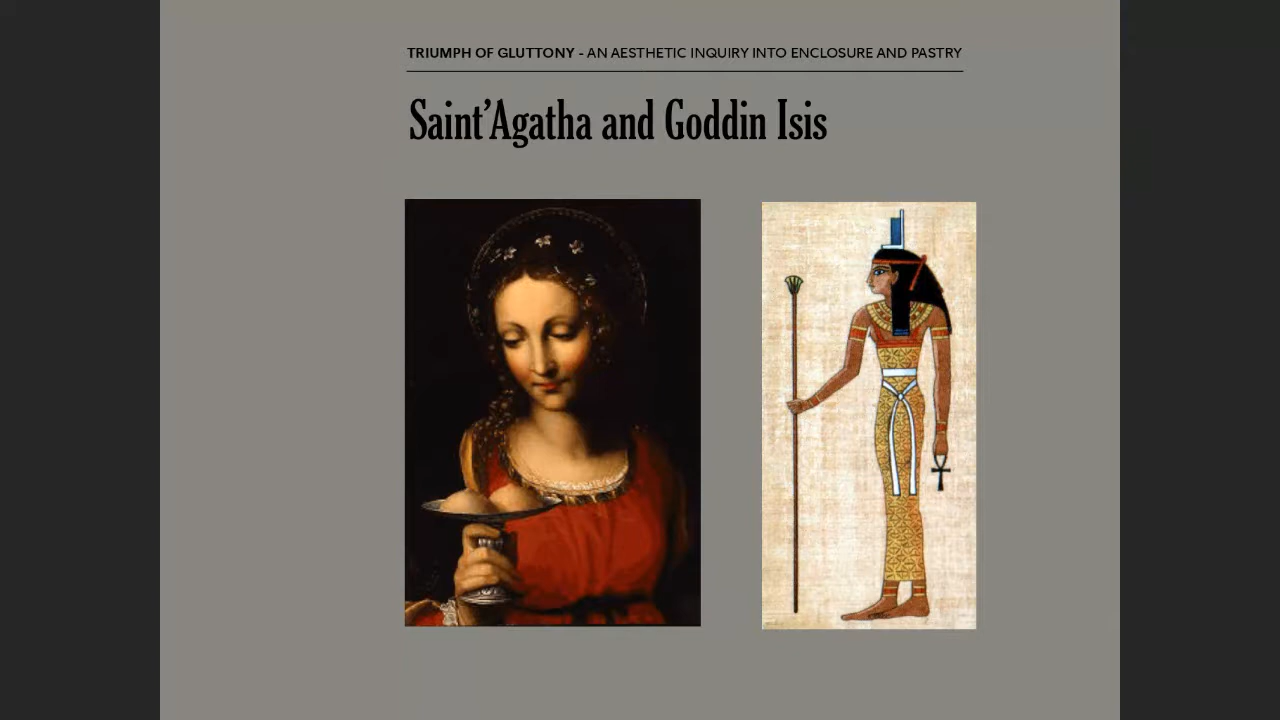 TRIUMPH OF GLUTTONY - AN AESTHETIC INQUIRY INTO ENCLOSURE AND PASTRY
Saint’Agatha and Goddin Isis